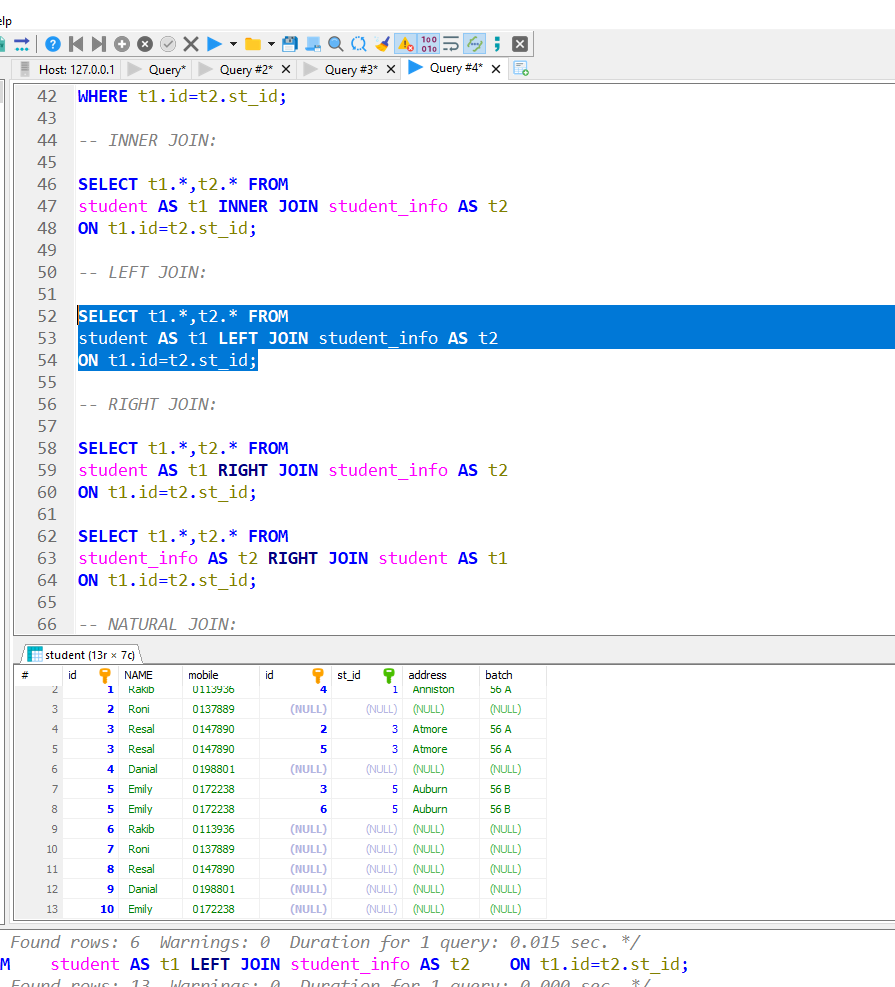 elp
Host: 127.0.0.1 Query* Query #2* Query #3* Query #4*
42 WHERE t1.id=t2.st_id;
43
44 -- INNER JOIN:
45
46 SELECT t1.*,t2.* FROM
47 student AS t1 INNER JOIN student_info AS t2
48 ON t1.id=t2.st_id;
49
50 -- LEFT JOIN:
51
52 SELECT t1.*,t2.* FROM
53 student AS t1 LEFT JOIN student_info AS t2
54 ON t1.id=t2.st_id;
55
56 -- RIGHT JOIN:
57
58 SELECT t1.*,t2.* FROM
59 student AS t1 RIGHT JOIN student_info AS t2
60 ON t1.id=t2.st_id;
61
62 SELECT t1.*,t2.* FROM
63 student_info AS t2 RIGHT JOIN student AS t1
64 ON t1.id=t2.st_id;
65
66 -- NATURAL JOIN:
student (13r × 7c)
# id NAME mobile id st_id address batch
2 1 Rakib 0113936 4 1 Anniston 56 A
3 2 Roni 0137889 (NULL) (NULL) (NULL) (NULL)
4 3 Resal 0147890 2 3 Atmore 56 A
5 3 Resal 0147890 5 3 Atmore 56 A
6 4 Danial 0198801 (NULL) (NULL) (NULL) (NULL)
7 5 Emily 0172238 3 5 Auburn 56 B
8 5 Emily 0172238 6 5 Auburn 56 B
9 6 Rakib 0113936 (NULL) (NULL) (NULL) (NULL)
10 7 Roni 0137889 (NULL) (NULL) (NULL) (NULL)
11 8 Resal 0147890 (NULL) (NULL) (NULL) (NULL)
12 9 Danial 0198801 (NULL) (NULL) (NULL) (NULL)
13 10 Emily 0172238 (NULL) (NULL) (NULL) (NULL)
Found rows: 6 Warnings: 0 Duration for 1 query: 0.015 sec. */
M student AS t1 LEFT JOIN student_info AS t2 ON t1.id=t2.st_id;
Found rows: 13 Warnings: 0 Duration for 1 query: 0.000 sec. */